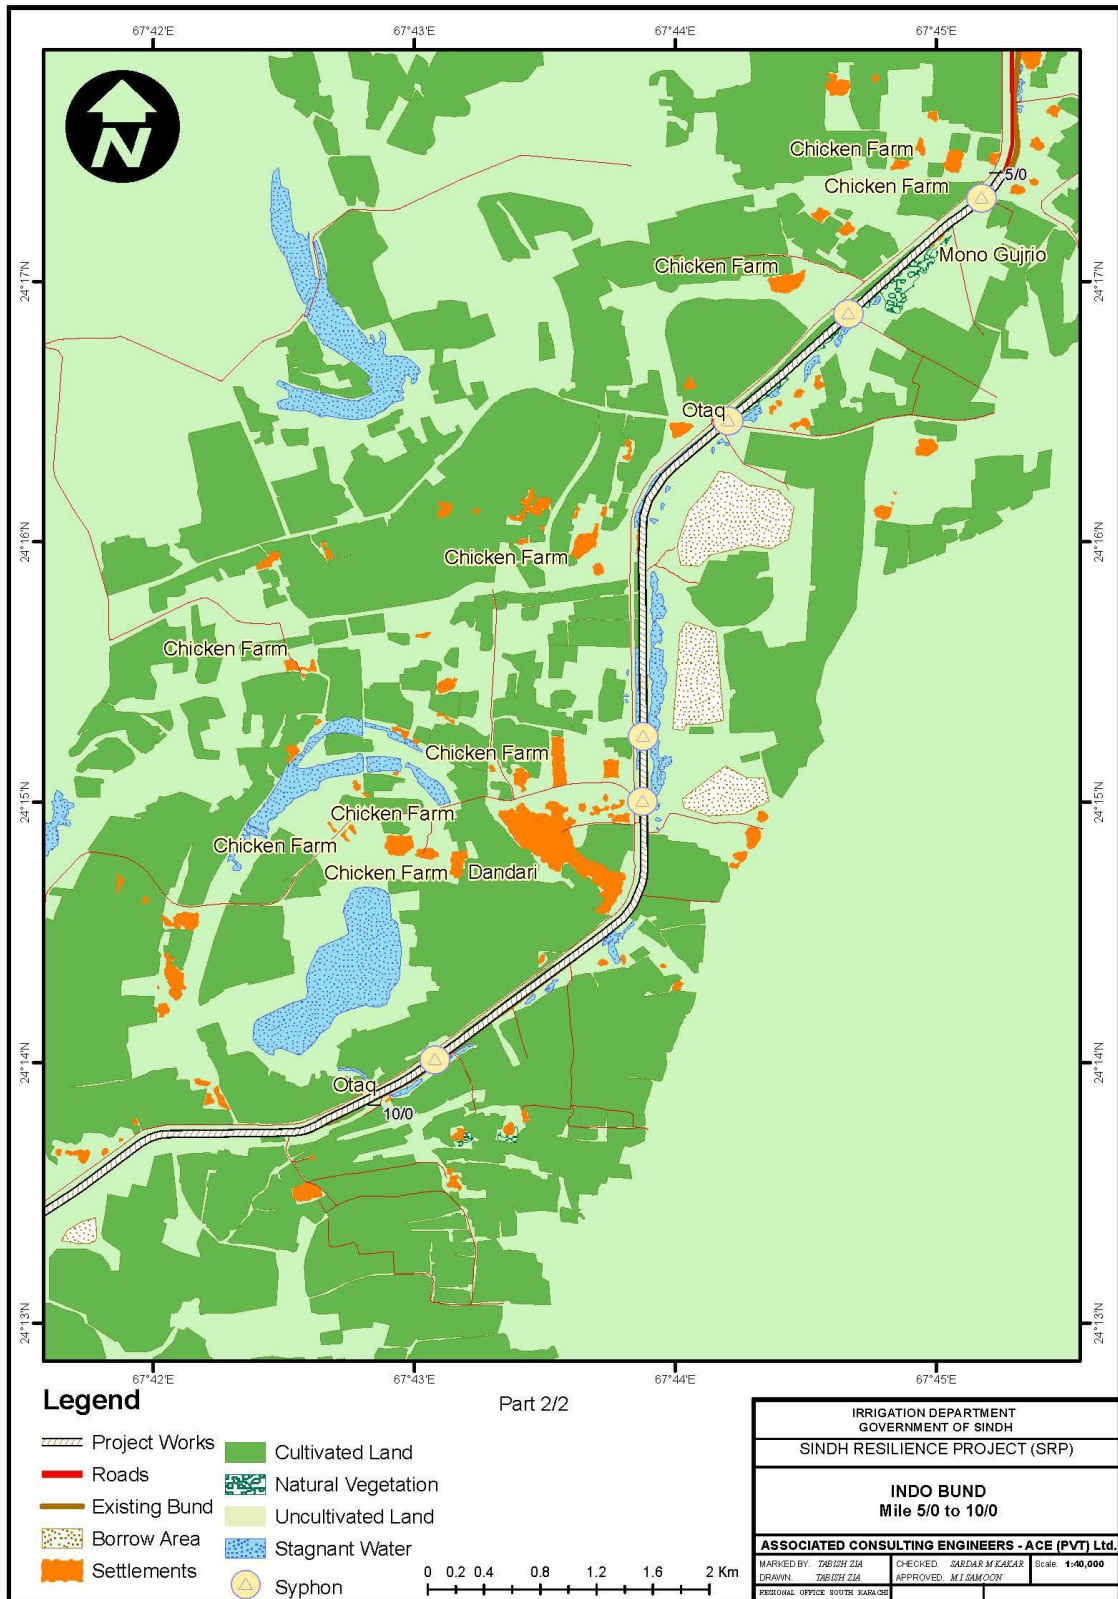 67°42'E
67°43'E
67°44'E
67°45'E
N
Chicken Farm
5/0
Chicken Farm
Mono Gujrio
Chicken Farm
24°17'N
24°17'N
Otaq
24°16'N
24°16'N
Chicken Farm
Chicken Farm
Chicken Farm
24°15'N
24°15'N
Chicken Farm
Chicken Farm
Chicken Farm
Dandari
24°14'N
24°14'N
Otaq
10/0
24°13'N
24°13'N
67°42'E
67°43'E
67°44'E
67°45'E
Legend
Part 2/2
Project Works
Roads
Existing Bund
Borrow Area
Settlements
Cultivated Land
Natural Vegetation
Uncultivated Land
Stagnant Water
Syphon
0 0.2 0.4 0.8 1.2 1.6 2 Km
IRRIGATION DEPARTMENT
GOVERNMENT OF SINDH
SINDH RESILIENCE PROJECT (SRP)
INDO BUND
Mile 5/0 to 10/0
ASSOCIATED CONSULTING ENGINEERS - ACE (PVT) Ltd.
MARKED BY. TABISH ZIA CHECKED. SARDAR M KAKAR Scale. 1:40,000
DRAWN. TABISH ZIA APPROVED. M.I SAMOON
REGIONAL OFFICE SOUTH KARACHI